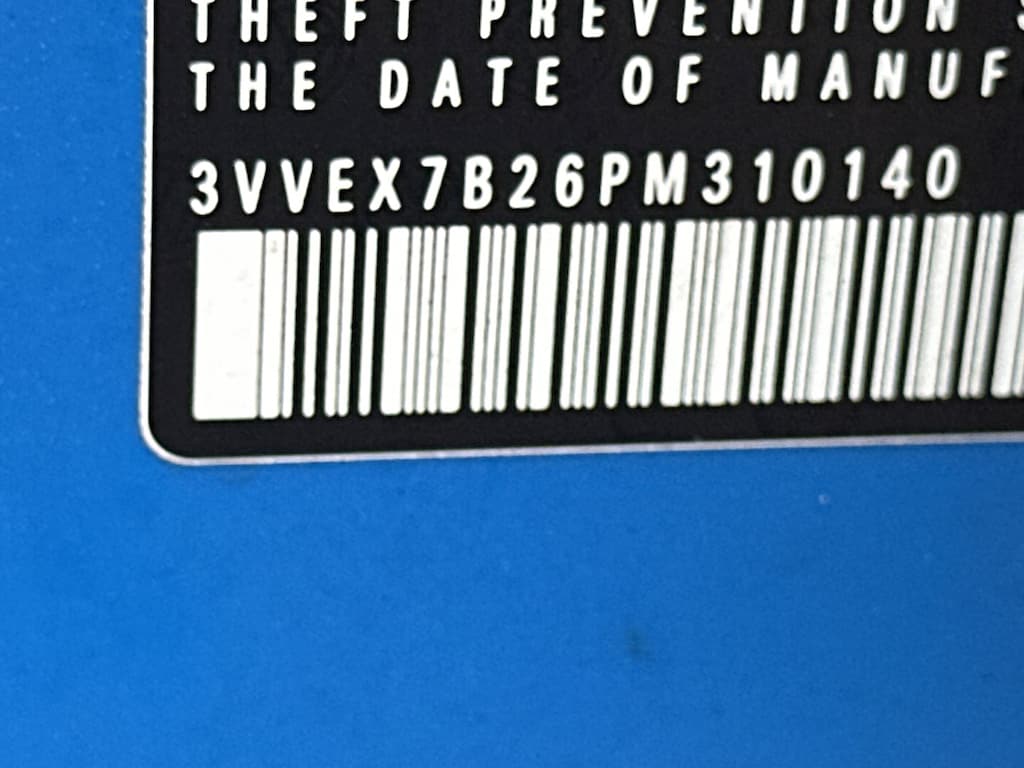 THEFT PREVENTION
THE DATE OF MANUF
3VVEX7B26PM310140